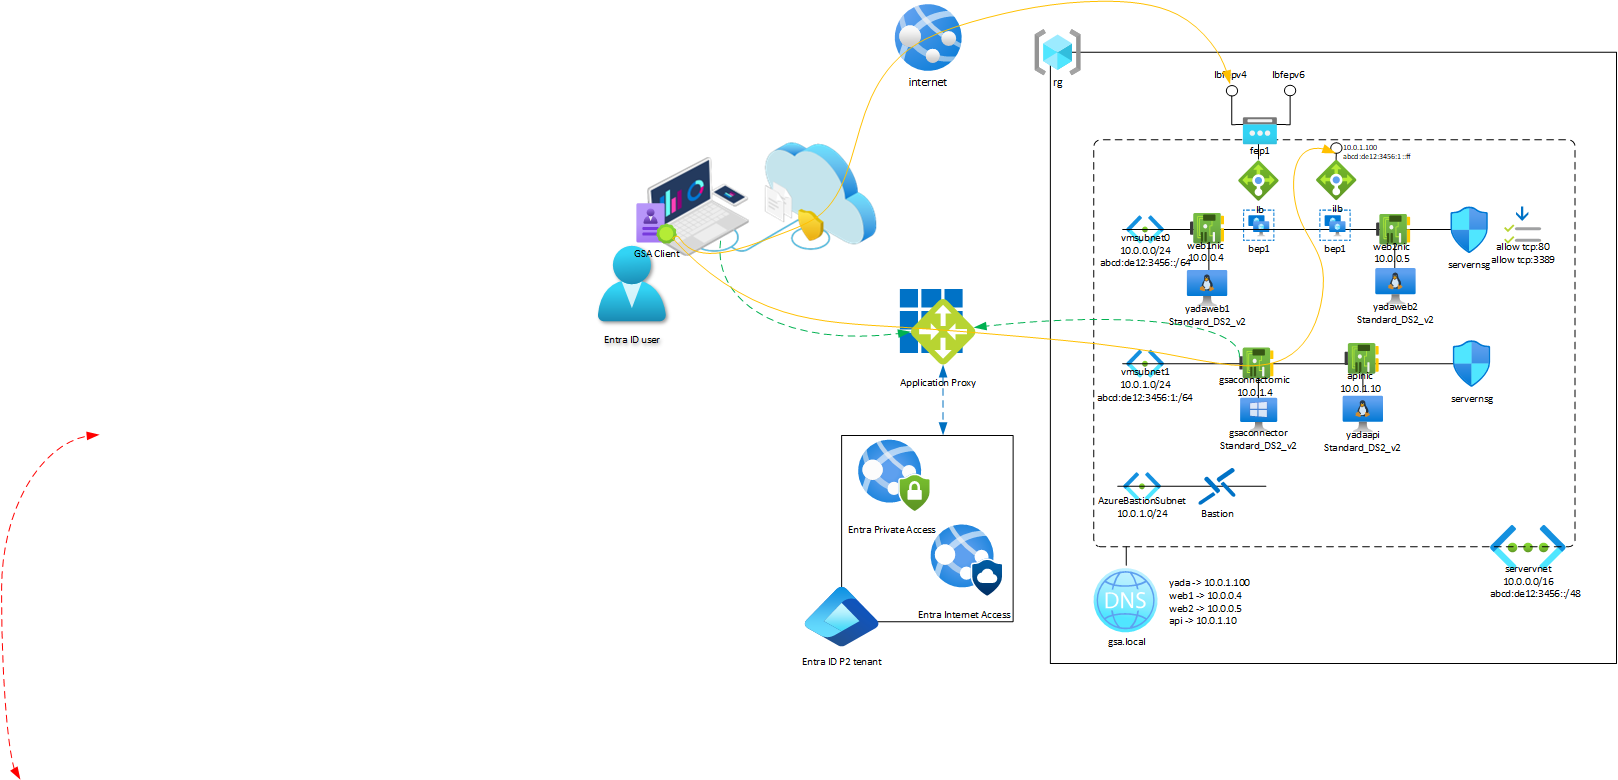 internet
rg
lbfepv4
lbfepv6
fep1
10.0.1.100
abcd:de12:3456:1::ff
lb
ilb
vmsubnet0
10.0.0.0/24
abcd:de12:3456::/64
web1nic
10.0.0.4
bep1
bep1
web2nic
10.0.0.5
servernsg
allow tcp:80
allow tcp:3389
GSA Client
Entra ID user
yadaweb1
Standard_DS2_v2
yadaweb2
Standard_DS2_v2
Application Proxy
vmsubnet1
10.0.1.0/24
abcd:de12:3456:1:/64
gsaconnectornic
10.0.1.4
apinic
10.0.1.10
servernsg
gsaconnector
Standard_DS2_v2
yadaapi
Standard_DS2_v2
AzureBastionSubnet
10.0.1.0/24
Bastion
Entra Private Access
Entra Internet Access
Entra ID P2 tenant
servervnet
10.0.0.0/16
abcd:de12:3456::/48
DNS
gsa.local
yada -> 10.0.1.100
web1 -> 10.0.0.4
web2 -> 10.0.0.5
api -> 10.0.1.10